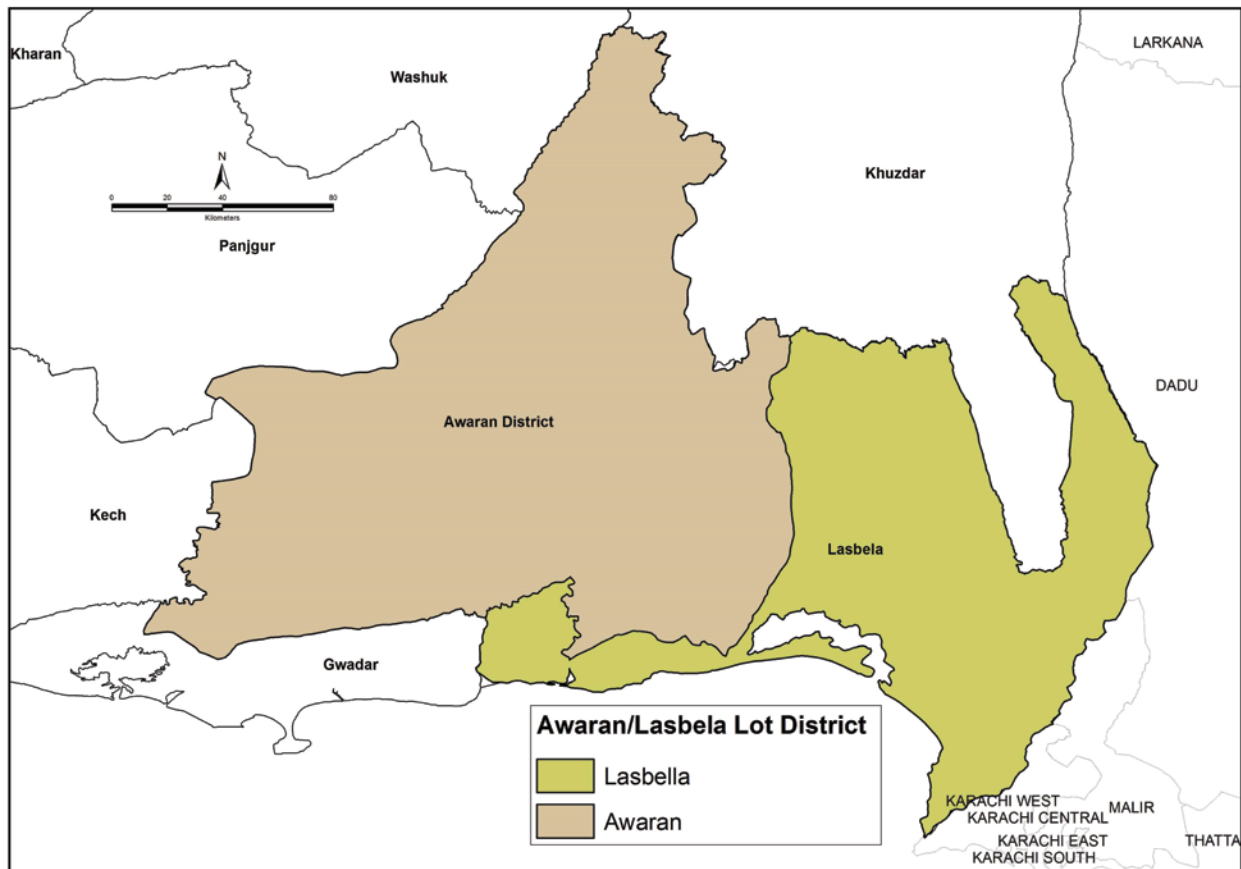 LARKANA
Kharan
Washuk
N
Khuzdar
0 20 40 80
Kilometers
Panjgur
DADU
Awaran District
Kech
Lasbela
Gwadar
Awaran/Lasbela Lot District
Lasbella
Awaran
KARACHI WEST
MALIR
KARACHI CENTRAL
KARACHI EAST
THATTA
KARACHI SOUTH